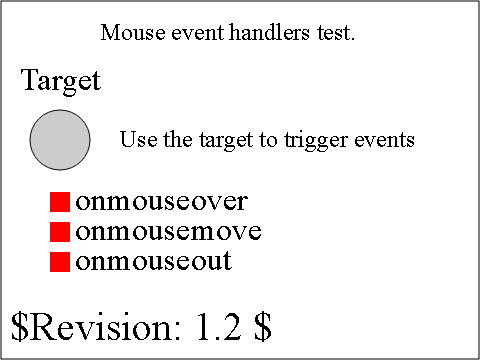 Mouse event handlers test.
Target
Use the target to trigger events
onmouseover
onmousemove
onmouseout
$Revision: 1.2 $